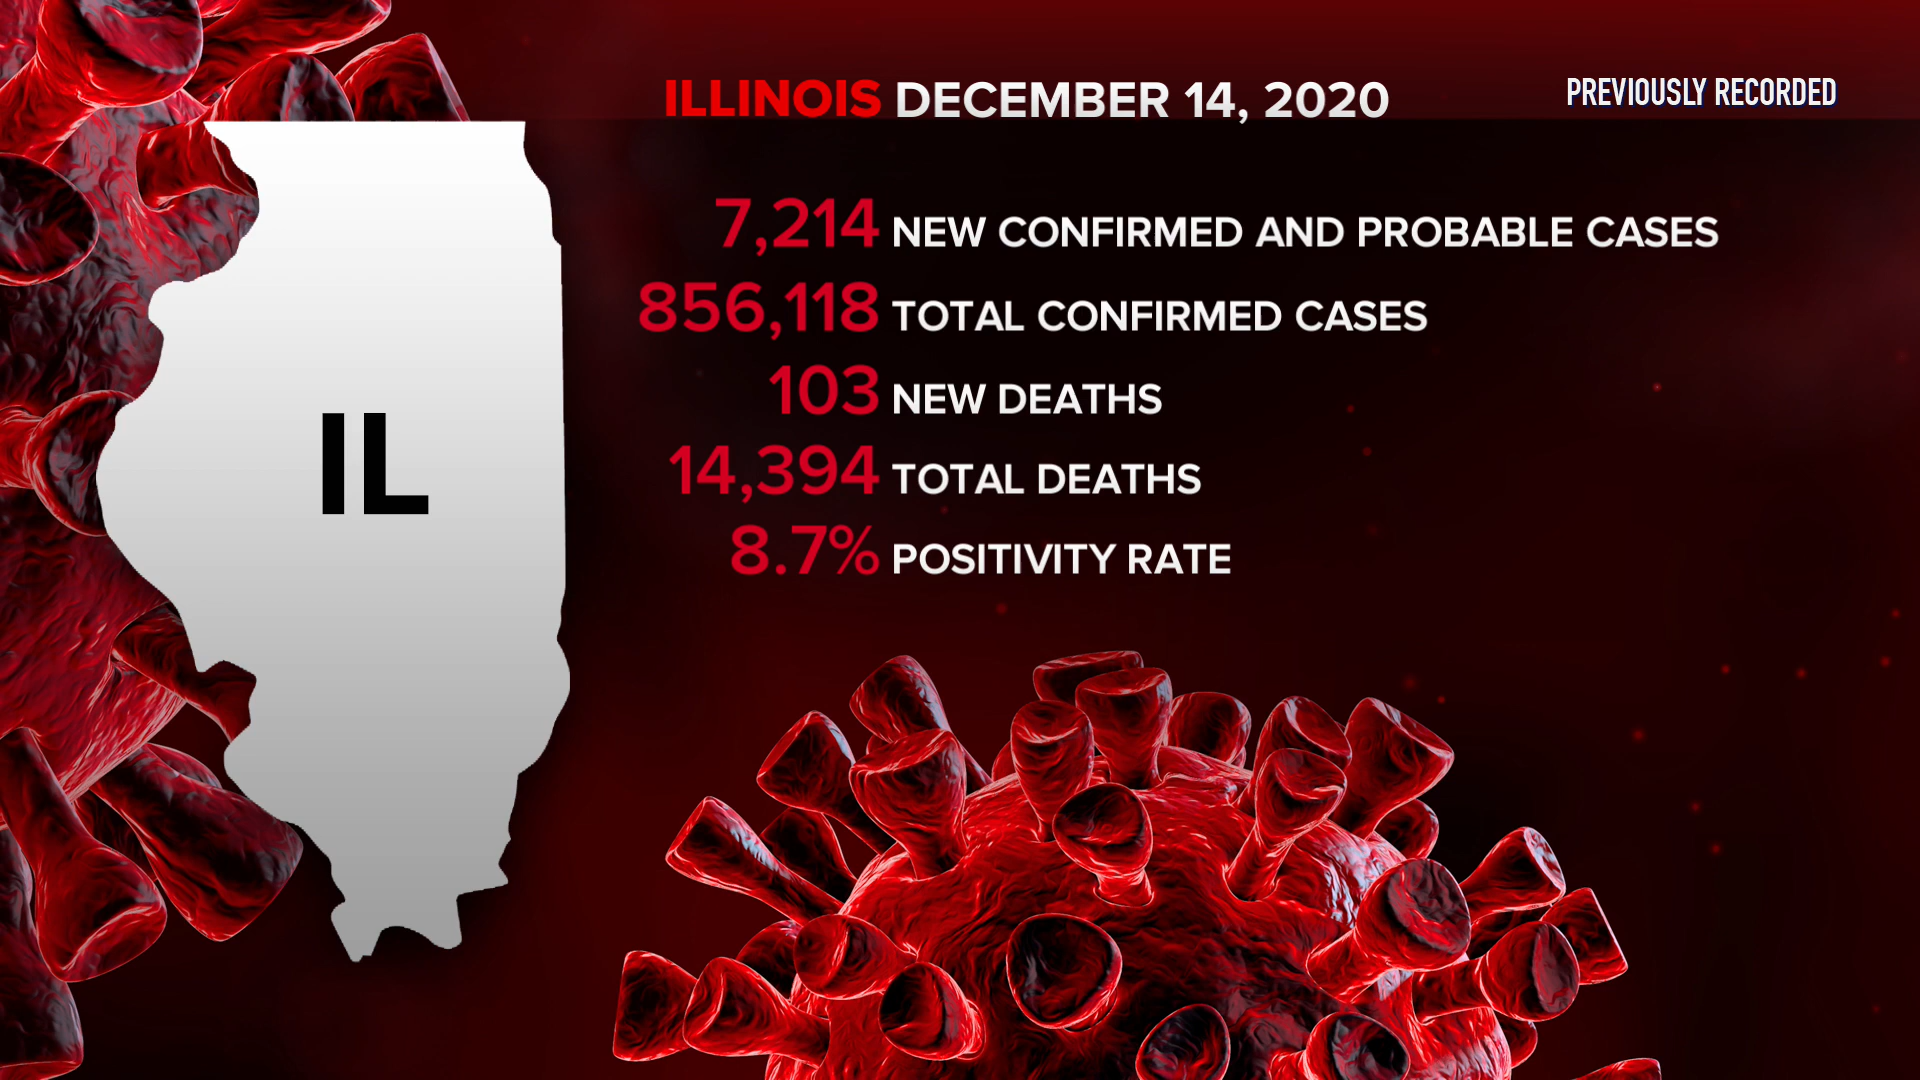 ILLINOIS DECEMBER 14, 2020
PREVIOUSLY RECORDED
7,214 NEW CONFIRMED AND PROBABLE CASES
856,118 TOTAL CONFIRMED CASES
103 NEW DEATHS
14,394 TOTAL DEATHS
8.7% POSITIVITY RATE
IL